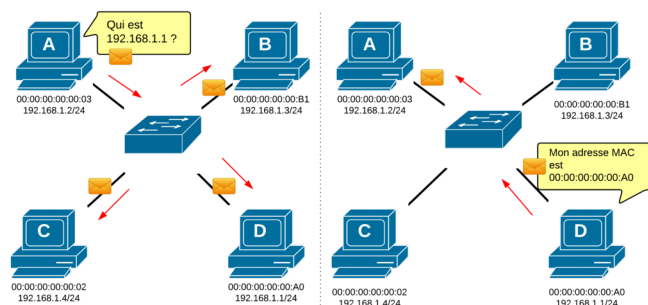 A
Qui est
192.168.1.1 ?
B
00:00:00:00:00:03
192.168.1.2/24
00:00:00:00:00:B1
192.168.1.3/24
C
00:00:00:00:00:02
192.168.1.4/24
D
00:00:00:00:00:A0
192.168.1.1/24
A
00:00:00:00:00:03
192.168.1.2/24
B
00:00:00:00:00:B1
192.168.1.3/24
Mon adresse MAC
est
00:00:00:00:00:A0
C
00:00:00:00:00:02
192.168.1.4/24
D
00:00:00:00:00:A0
192.168.1.1/24